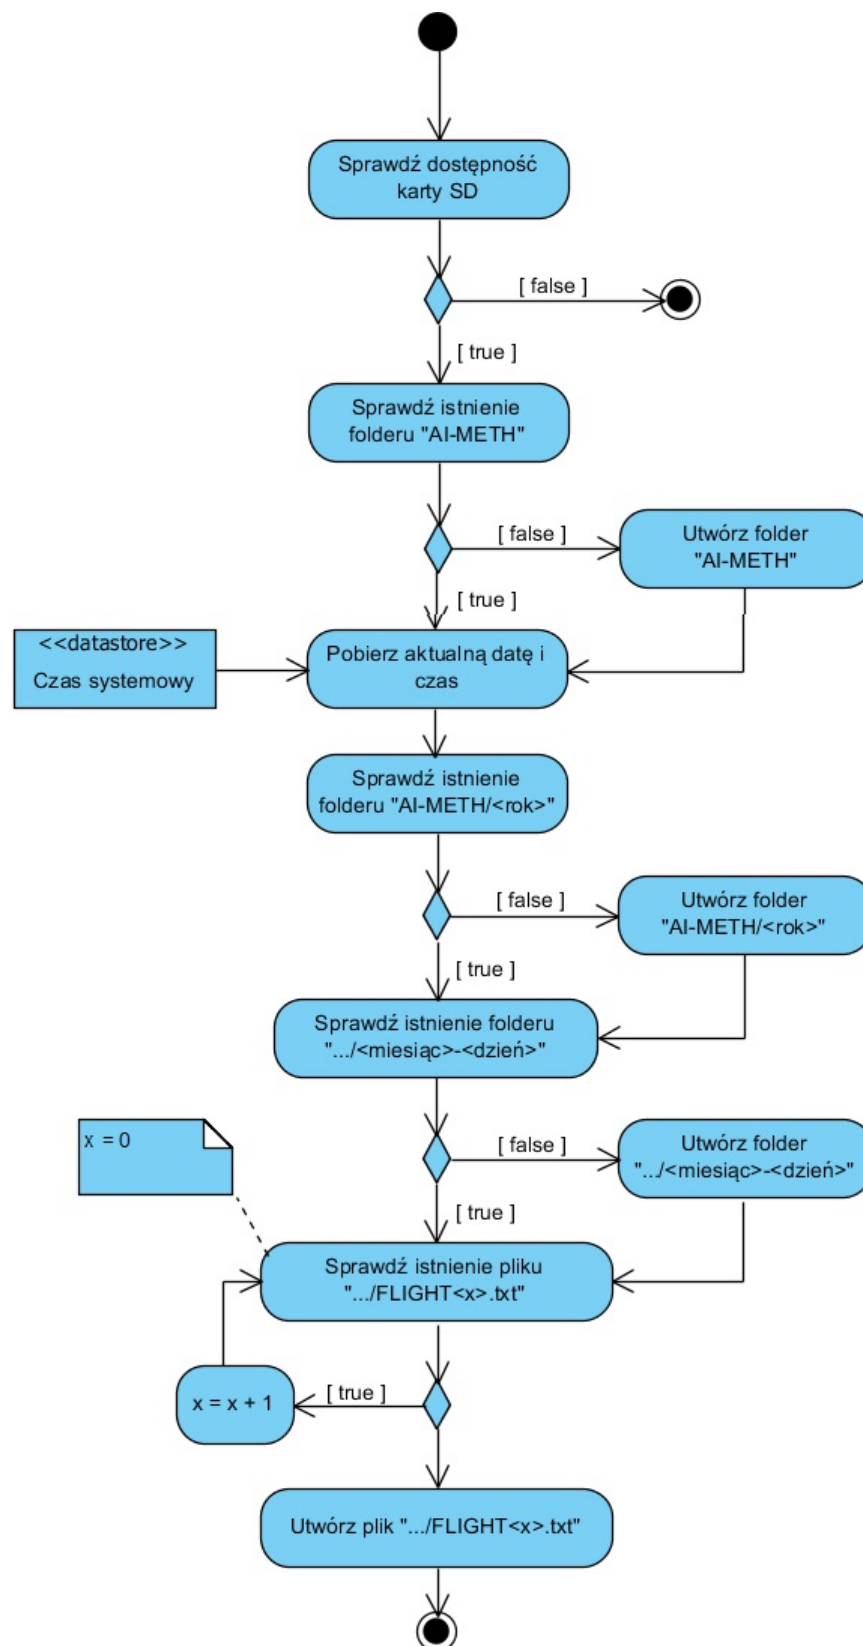 Sprawdź dostępność
karty SD
[ false ]
[ true ]
Sprawdź istnienie
folderu "AI-METH"
[ false ]
Utwórz folder
"AI-METH"
[ true ]
<<datastore>>
Czas systemowy
Pobierz aktualną datę i
czas
Sprawdź istnienie
folderu "AI-METH/<rok>"
[ false ]
Utwórz folder
"AI-METH/<rok>"
[ true ]
Sprawdź istnienie folderu
".../<miesiąc>-<dzień>"
x = 0
[ false ]
Utwórz folder
".../<miesiąc>-<dzień>"
[ true ]
Sprawdź istnienie pliku
".../FLIGHT<x>.txt"
x = x + 1
[ true ]
Utwórz plik ".../FLIGHT<x>.txt"